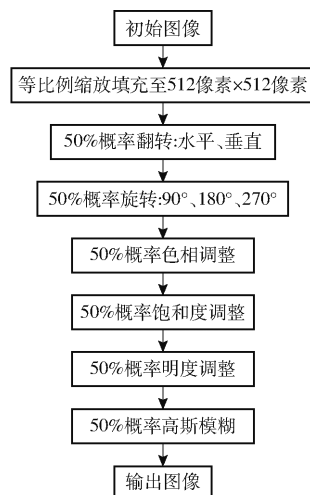 初始图像
等比例缩放填充至512像素×512像素
50%概率翻转:水平、垂直
50%概率旋转:90°、180°、270°
50%概率色相调整
50%概率饱和度调整
50%概率明度调整
50%概率高斯模糊
输出图像